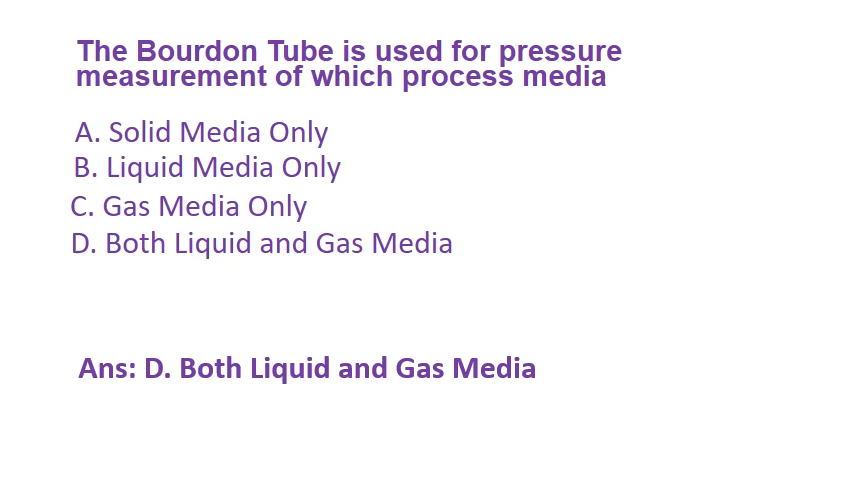 The Bourdon Tube is used for pressure
measurement of which process media
A. Solid Media Only
B. Liquid Media Only
C. Gas Media Only
D. Both Liquid and Gas Media
Ans: D. Both Liquid and Gas Media